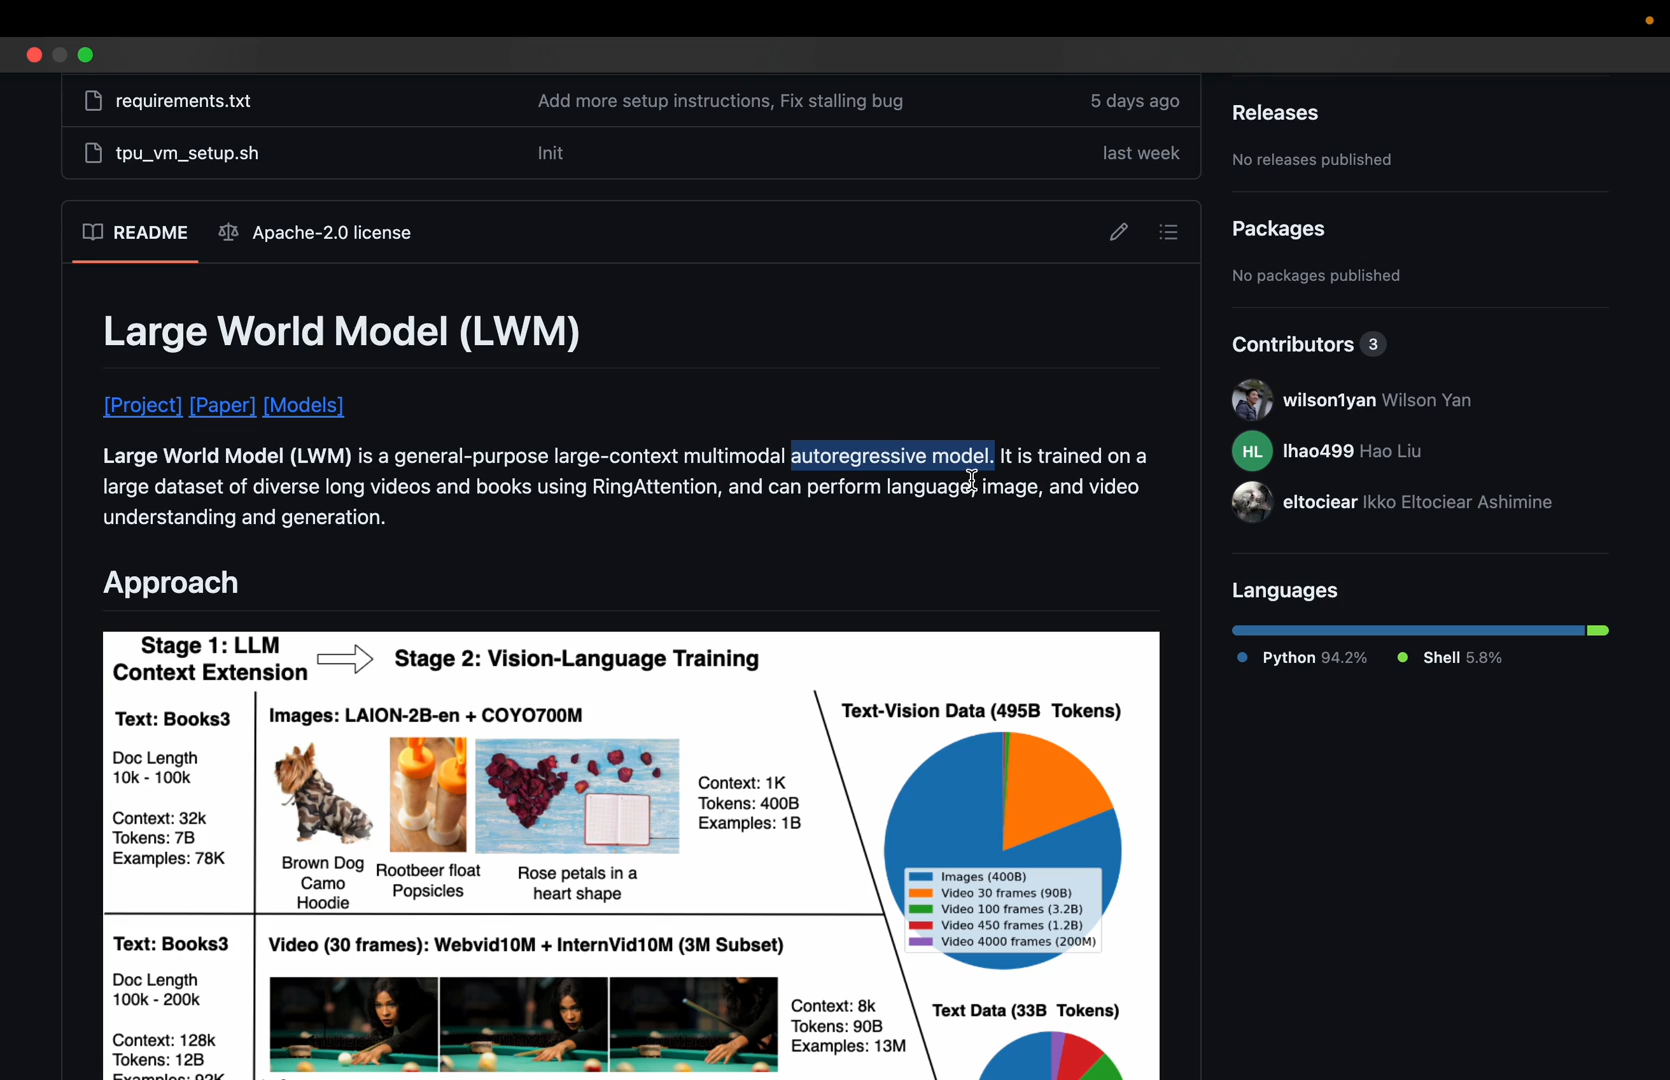 requirements.txt Add more setup instructions, Fix stalling bug 5 days ago
tpu_vm_setup.sh Init last week
README Apache-2.0 license
Large World Model (LWM)
[Project] [Paper] [Models]
Large World Model (LWM) is a general-purpose large-context multimodal autoregressive model. It is trained on a
large dataset of diverse long videos and books using RingAttention, and can perform language, image, and video
understanding and generation.
Approach
Stage 1: LLM
Context Extension
Stage 2: Vision-Language Training
Text: Books3
Doc Length
10k - 100k
Context: 32k
Tokens: 7B
Examples: 78K
Images: LAION-2B-en + COYO700M
Brown Dog
Camo
Hoodie
Rootbeer float
Popsicles
Rose petals in a
heart shape
Context: 1K
Tokens: 400B
Examples: 1B
Text-Vision Data (495B Tokens)
Images (400B)
Video 30 frames (90B)
Video 100 frames (3.2B)
Video 450 frames (1.2B)
Video 4000 frames (200M)
Text: Books3
Doc Length
100k - 200k
Context: 128k
Tokens: 12B
Examples: 92K
Video (30 frames): Webvid10M + InternVid10M (3M Subset)
Context: 8k
Tokens: 90B
Examples: 13M
Text Data (33B Tokens)
Releases
No releases published
Packages
No packages published
Contributors 3
wilson1yan Wilson Yan
HL lhao499 Hao Liu
eltociear Ikko Eltociear Ashimine
Languages
Python 94.2% Shell 5.8%